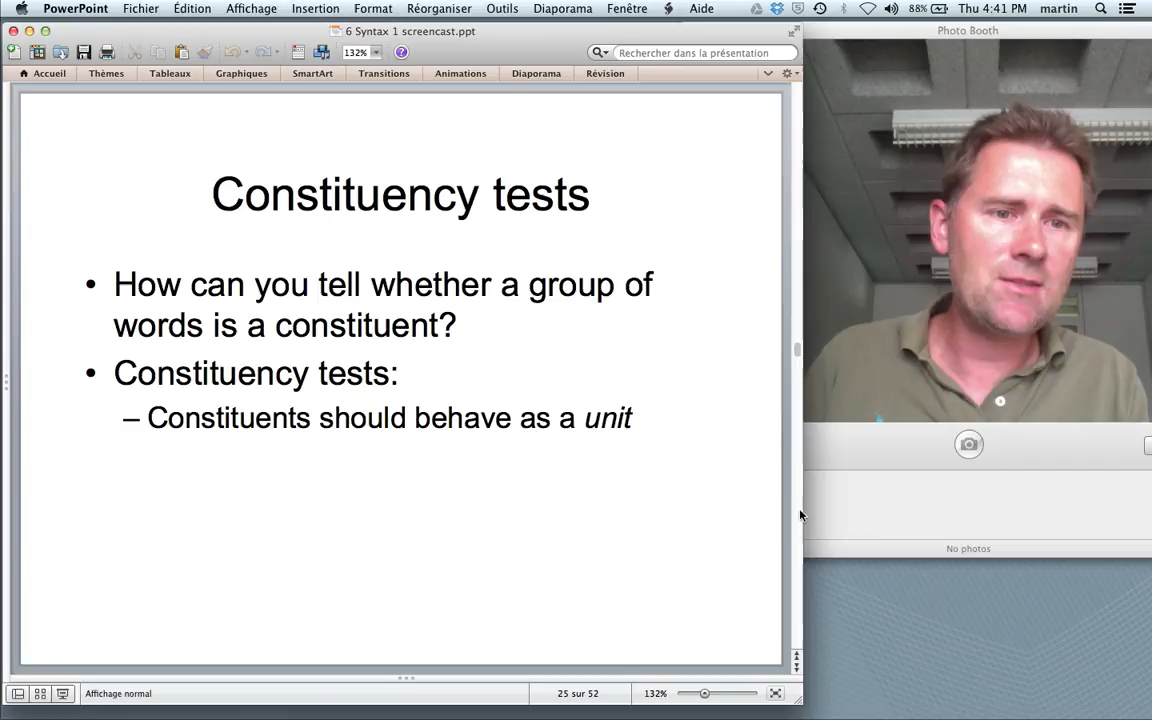 PowerPoint Fichier Édition Affichage Insertion Format Réorganiser Outils Diaporama Fenêtre Aide 88% Thu 4:41 PM martin
6 Syntax 1 screencast.ppt
Photo Booth
132% Rechercher dans la présentation
Accueil Thèmes Tableaux Graphiques SmartArt Transitions Animations Diaporama Révision
Constituency tests
• How can you tell whether a group of
words is a constituent?
• Constituency tests:
– Constituents should behave as a unit
No photos
Affichage normal 25 sur 52 132%